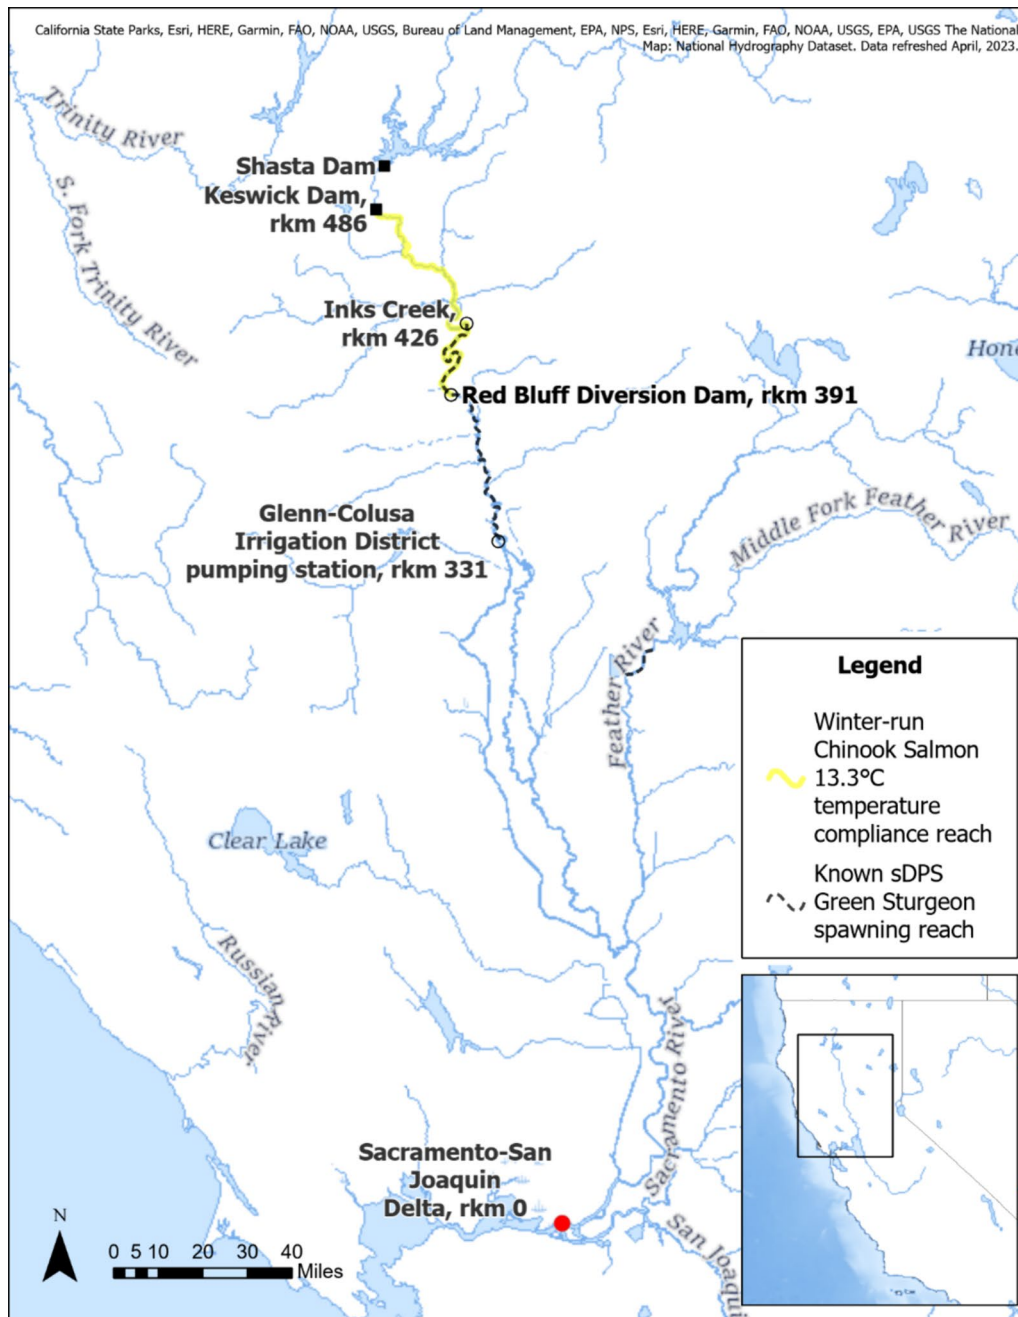 California State Parks, Esri, HERE, Garmin, FAO, NOAA, USGS, Bureau of Land Management, EPA, NPS, Esri, HERE, Garmin, FAO, NOAA, USGS, EPA, USGS The National
Map: National Hydrography Dataset. Data refreshed April, 2023.
Trinity River
Shasta Dam
Keswick Dam,
rkm 486
S. Fork Trinity River
Inks Creek,
rkm 426
Hone
Red Bluff Diversion Dam, rkm 391
Glenn-Colusa
Irrigation District
pumping station, rkm 331
Middle Fork Feather River
Feather River
Legend
Winter-run
Chinook Salmon
13.3°C
temperature
compliance reach
Known sDPS
Green Sturgeon
spawning reach
Clear Lake
Russian River
Sacramento River
Sacramento-San
Joaquin
Delta, rkm 0
San Joaquin
N
0 5 10 20 30 40
Miles